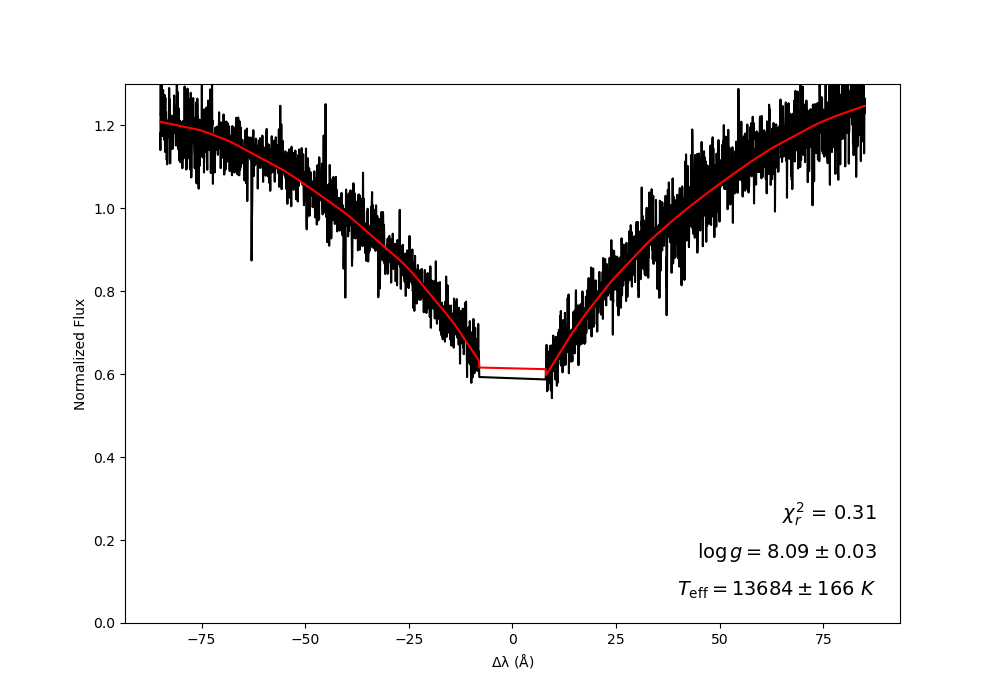 1.2
1.0
0.8
0.6
0.4
0.2
0.0
Normalized Flux
χ²ᵣ = 0.31
log g = 8.09 ± 0.03
T_eff = 13684 ± 166 K
−75 −50 −25 0 25 50 75
Δλ (Å)